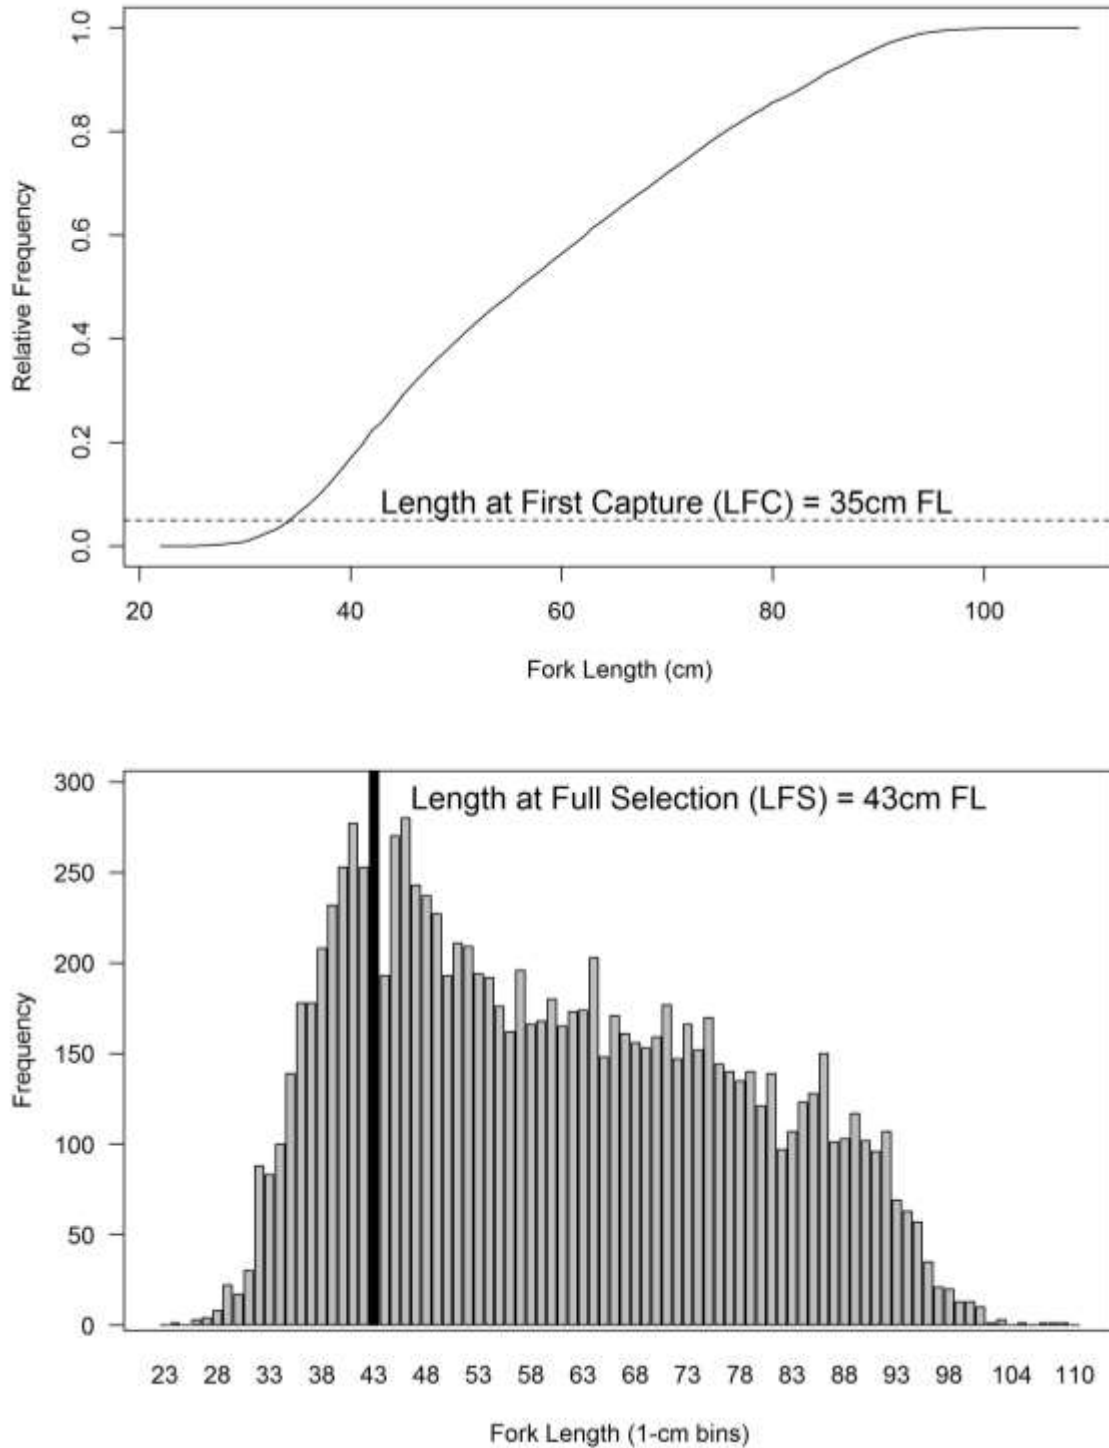 1.0
0.8
0.6
0.4
0.2
0.0
Relative Frequency
Length at First Capture (LFC) = 35cm FL
20 40 60 80 100
Fork Length (cm)
300
250
200
150
100
50
0
Frequency
Length at Full Selection (LFS) = 43cm FL
23 28 33 38 43 48 53 58 63 68 73 78 83 88 93 98 104 110
Fork Length (1-cm bins)